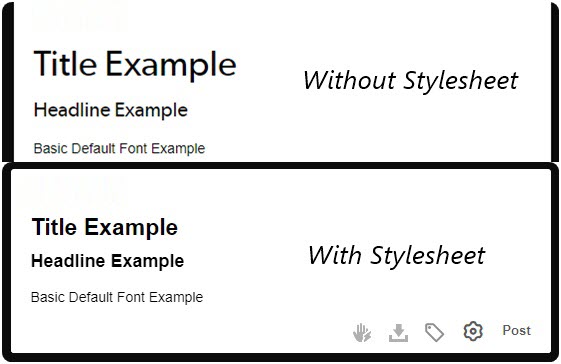 Title Example
Without Stylesheet
Headline Example
Basic Default Font Example
Title Example
Headline Example
With Stylesheet
Basic Default Font Example
Post